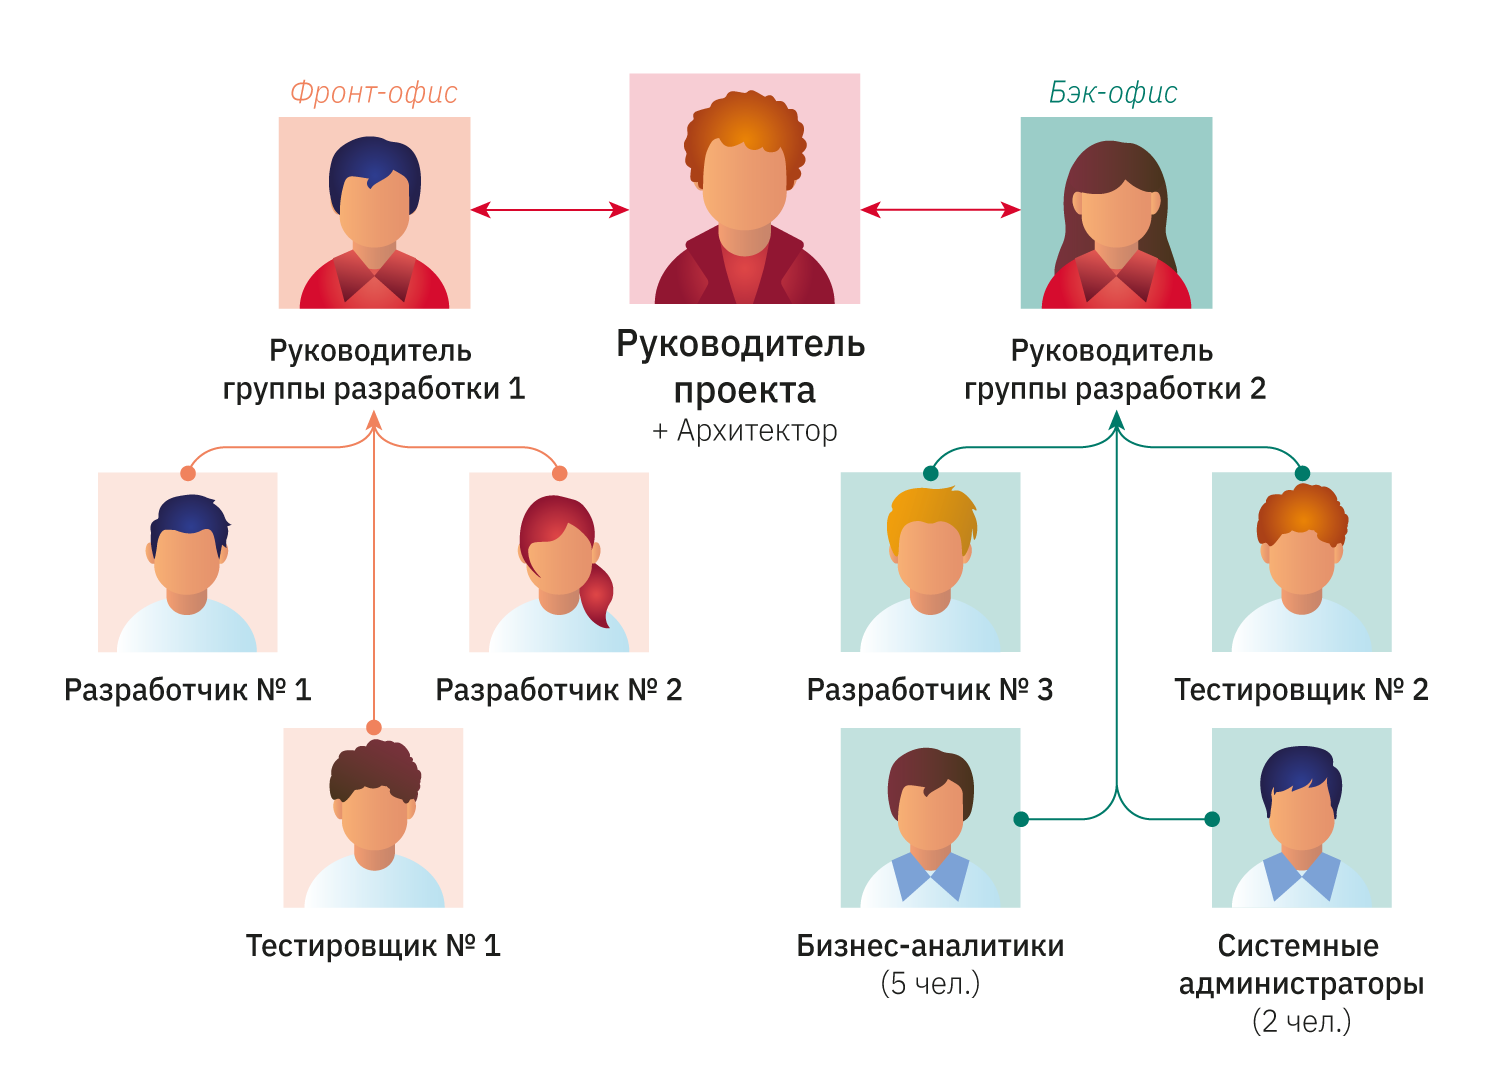 Фронт-офис
Бэк-офис
Руководитель
группы разработки 1
Руководитель
проекта
+ Архитектор
Руководитель
группы разработки 2
Разработчик № 1
Разработчик № 2
Разработчик № 3
Тестировщик № 2
Тестировщик № 1
Бизнес-аналитики
(5 чел.)
Системные
администраторы
(2 чел.)